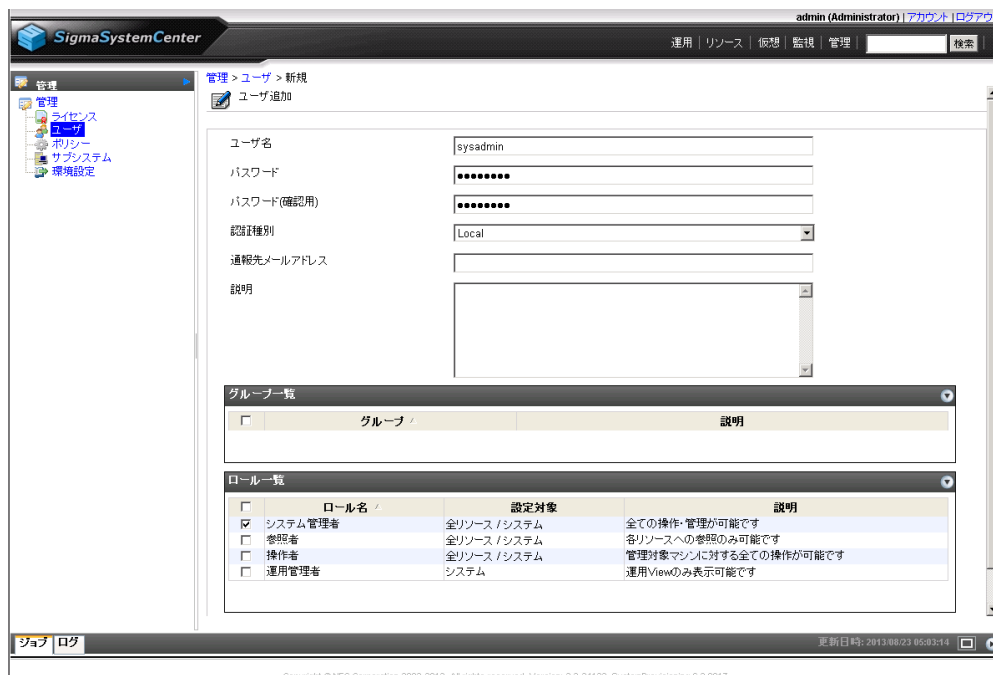 admin (Administrator) | アカウント | ログアウ
SigmaSystemCenter
運用 | リソース | 仮想 | 監視 | 管理 | 検索 |
管理
管理
ライセンス
ユーザ
ポリシー
サブシステム
環境設定
管理 > ユーザ > 新規
ユーザ追加
ユーザ名 sysadmin
パスワード ●●●●●●●●
パスワード(確認用) ●●●●●●●●
認証種別 Local
通報先メールアドレス
説明
グループ一覧
グループ 説明
ロール一覧
ロール名 設定対象 説明
システム管理者 全リソース / システム 全ての操作・管理が可能です
参照者 全リソース / システム 各リソースへの参照のみ可能です
操作者 全リソース / システム 管理対象マシンに対する全ての操作が可能です
運用管理者 システム 運用Viewのみ表示可能です
ジョブ ログ
更新日時: 2013/08/23 05:03:14